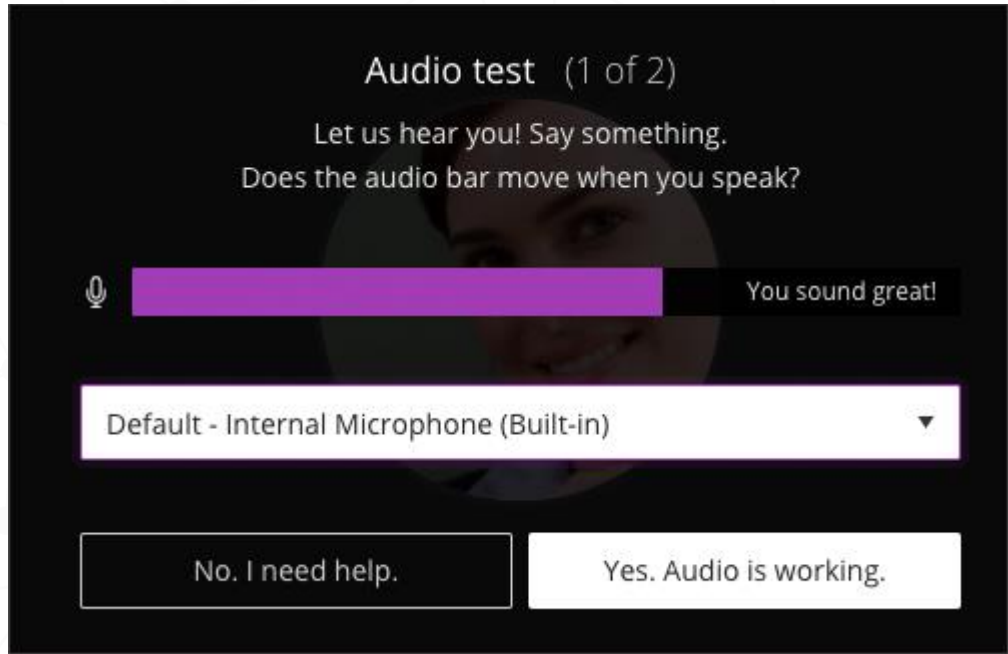 Audio test (1 of 2)
Let us hear you! Say something.
Does the audio bar move when you speak?
You sound great!
Default - Internal Microphone (Built-in)
No. I need help.
Yes. Audio is working.